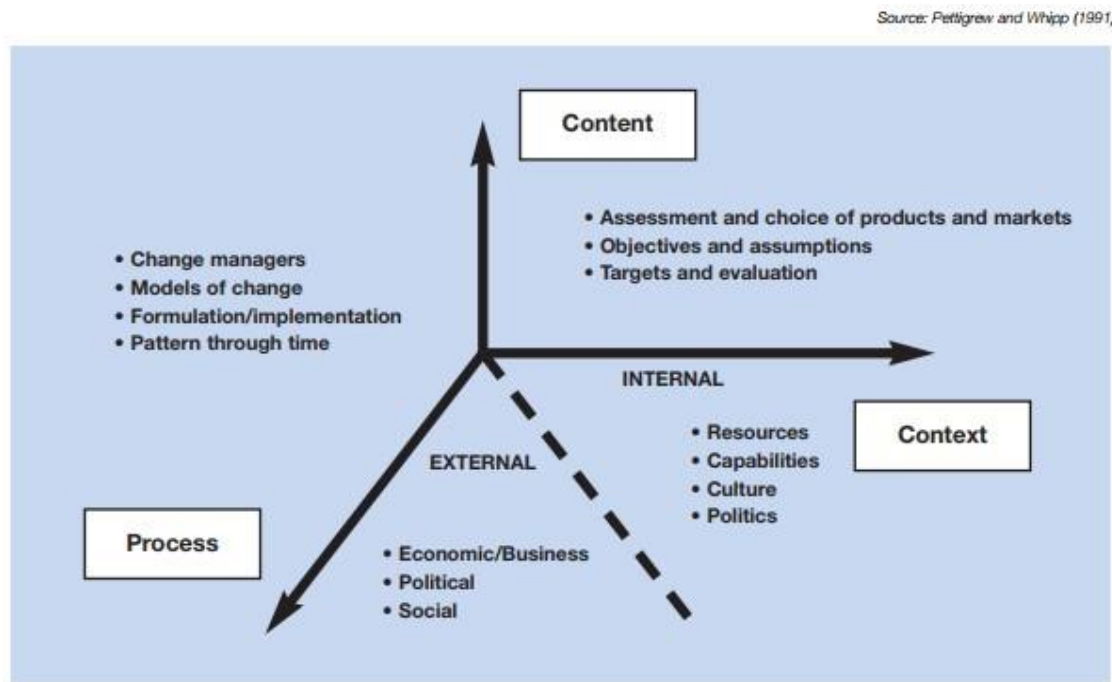 Source: Pettigrew and Whipp (1991)
Content
• Assessment and choice of products and markets
• Objectives and assumptions
• Targets and evaluation
• Change managers
• Models of change
• Formulation/implementation
• Pattern through time
INTERNAL
Context
• Resources
• Capabilities
• Culture
• Politics
EXTERNAL
Process
• Economic/Business
• Political
• Social